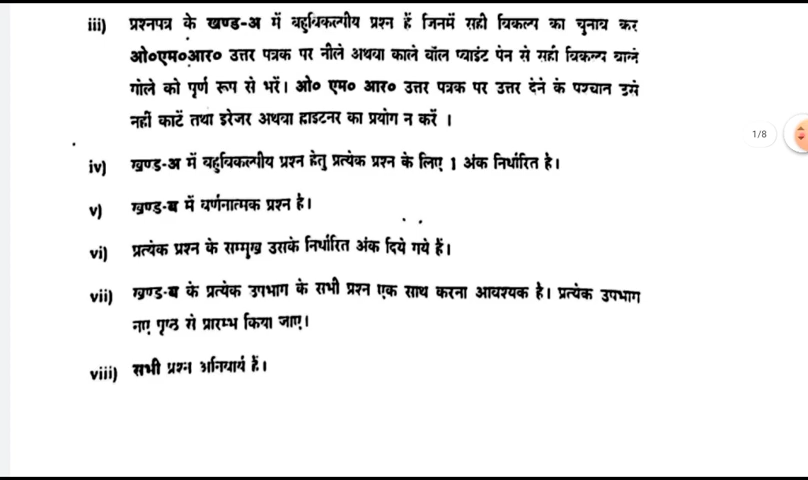 iii) प्रश्नपत्र के खण्ड-अ में बहुविकल्पीय प्रश्न हैं जिनमें सही विकल्प का चुनाव कर
ओ०एम०आर० उत्तर पत्रक पर नीले अथवा काले बॉल प्वाइंट पेन से सही विकल्प वाले
गोले को पूर्ण रूप से भरें। ओ० एम० आर० उत्तर पत्रक पर उत्तर देने के पश्चात उसे
नहीं काटें तथा इरेजर अथवा ह्वाइटनर का प्रयोग न करें ।
1/8
iv) खण्ड-अ में बहुविकल्पीय प्रश्न हेतु प्रत्येक प्रश्न के लिए 1 अंक निर्धारित है।
v) खण्ड-ब में वर्णनात्मक प्रश्न है।
vi) प्रत्येक प्रश्न के सम्मुख उसके निर्धारित अंक दिये गये हैं।
vii) खण्ड-ब के प्रत्येक उपभाग के सभी प्रश्न एक साथ करना आवश्यक है। प्रत्येक उपभाग
नए पृष्ठ से प्रारम्भ किया जाए।
viii) सभी प्रश्न अनिवार्य हैं।